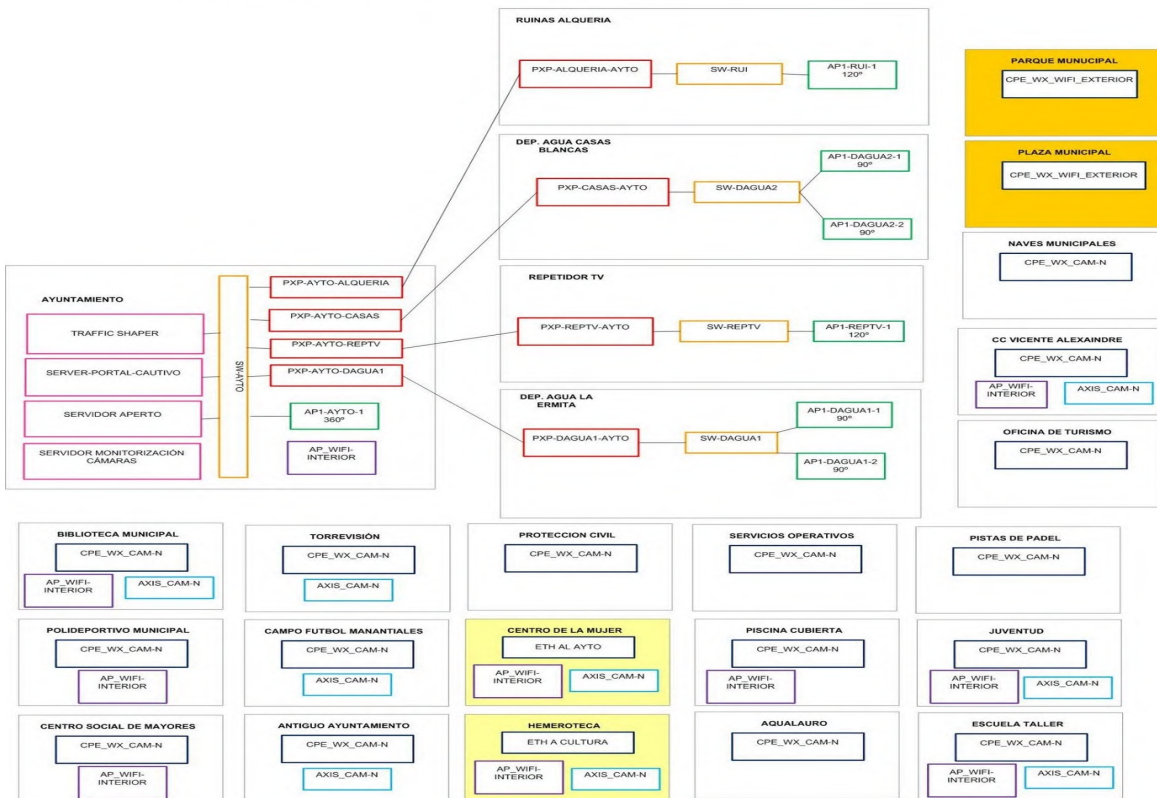 RUINAS ALQUERIA
PXP-ALQUERIA-AYTO
SW-RUI
AP1-RUI-1
120º
DEP. AGUA CASAS
BLANCAS
PXP-CASAS-AYTO
SW-DAGUA2
AP1-DAGUA2-1
90º
AP1-DAGUA2-2
90º
REPETIDOR TV
PXP-REPTV-AYTO
SW-REPTV
AP1-REPTV-1
120º
DEP. AGUA LA
ERMITA
PXP-DAGUA1-AYTO
SW-DAGUA1
AP1-DAGUA1-1
90º
AP1-DAGUA1-2
90º
AYUNTAMIENTO
TRAFFIC SHAPER
SERVER-PORTAL-CAUTIVO
SERVIDOR APERTO
SERVIDOR MONITORIZACIÓN
CÁMARAS
SW-AYTO
PXP-AYTO-ALQUERIA
PXP-AYTO-CASAS
PXP-AYTO-REPTV
PXP-AYTO-DAGUA1
AP1-AYTO-1
360º
AP_WIFI-
INTERIOR
PARQUE MUNUCIPAL
CPE_WX_WIFI_EXTERIOR
PLAZA MUNICIPAL
CPE_WX_WIFI_EXTERIOR
NAVES MUNICIPALES
CPE_WX_CAM-N
CC VICENTE ALEXAINDRE
CPE_WX_CAM-N
AP_WIFI-
INTERIOR
AXIS_CAM-N
OFICINA DE TURISMO
CPE_WX_CAM-N
BIBLIOTECA MUNICIPAL
CPE_WX_CAM-N
AP_WIFI-
INTERIOR
AXIS_CAM-N
TORREVISIÓN
CPE_WX_CAM-N
AXIS_CAM-N
PROTECCION CIVIL
CPE_WX_CAM-N
SERVICIOS OPERATIVOS
CPE_WX_CAM-N
PISTAS DE PADEL
CPE_WX_CAM-N
POLIDEPORTIVO MUNICIPAL
CPE_WX_CAM-N
AP_WIFI-
INTERIOR
CAMPO FUTBOL MANANTIALES
CPE_WX_CAM-N
AXIS_CAM-N
CENTRO DE LA MUJER
ETH AL AYTO
AP_WIFI-
INTERIOR
AXIS_CAM-N
PISCINA CUBIERTA
CPE_WX_CAM-N
AP_WIFI-
INTERIOR
JUVENTUD
CPE_WX_CAM-N
AP_WIFI-
INTERIOR
AXIS_CAM-N
CENTRO SOCIAL DE MAYORES
CPE_WX_CAM-N
AP_WIFI-
INTERIOR
ANTIGUO AYUNTAMIENTO
CPE_WX_CAM-N
AXIS_CAM-N
HEMEROTECA
ETH A CULTURA
AP_WIFI-
INTERIOR
AXIS_CAM-N
AQUALAURO
CPE_WX_CAM-N
ESCUELA TALLER
CPE_WX_CAM-N
AP_WIFI-
INTERIOR
AXIS_CAM-N